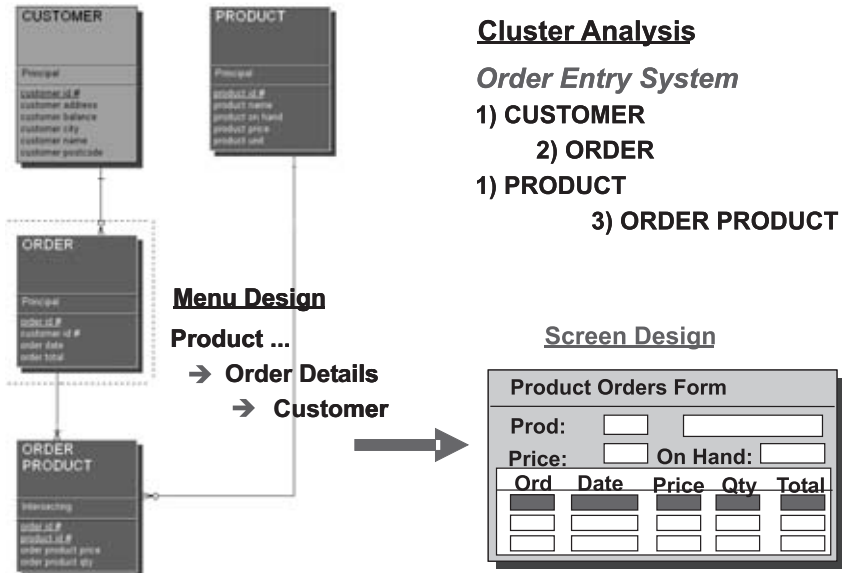 CUSTOMER
Principal
customer id #
customer address
customer balance
customer city
customer name
customer postcode
PRODUCT
Principal
product id #
product name
product on hand
product price
product unit
ORDER
Principal
order id #
customer id #
order date
order total
ORDER
PRODUCT
Intersecting
order id #
product id #
order product price
order product qty
Cluster Analysis
Order Entry System
1) CUSTOMER
2) ORDER
1) PRODUCT
3) ORDER PRODUCT
Menu Design
Product ...
➔ Order Details
➔ Customer
Screen Design
Product Orders Form
Prod:
Price: On Hand:
Ord Date Price Qty Total